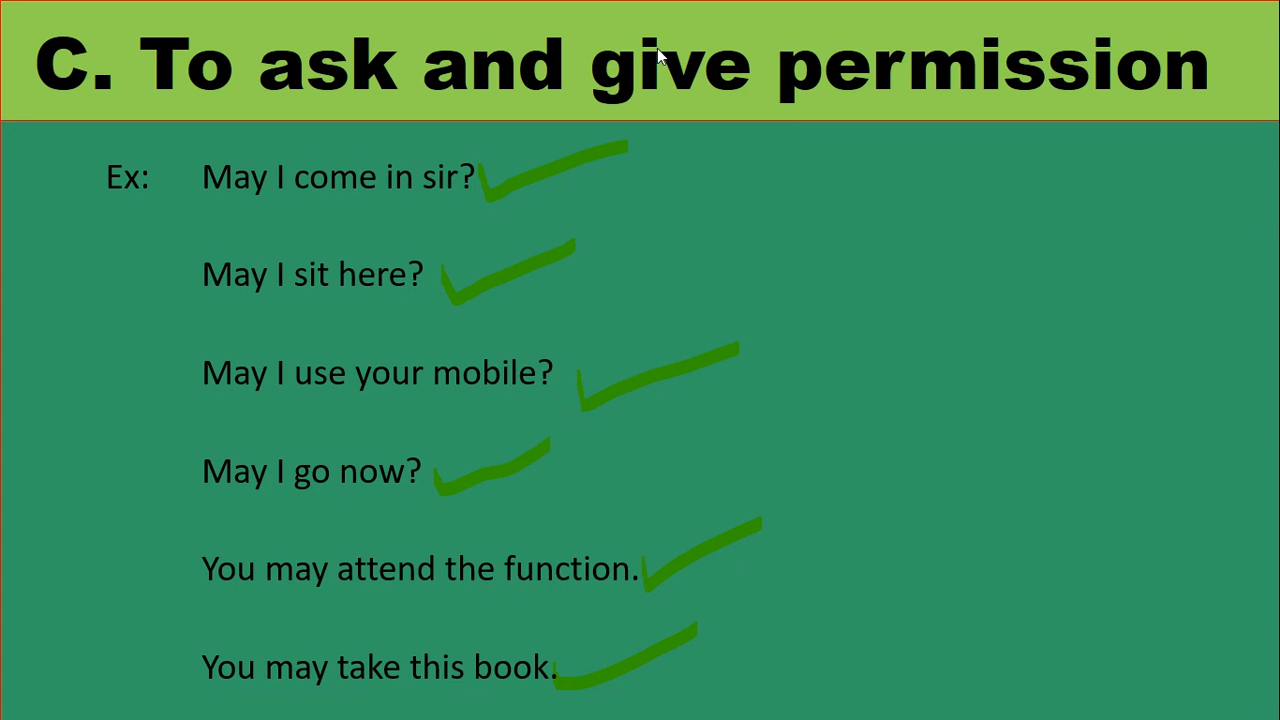 C. To ask and give permission
Ex: May I come in sir?
May I sit here?
May I use your mobile?
May I go now?
You may attend the function.
You may take this book.